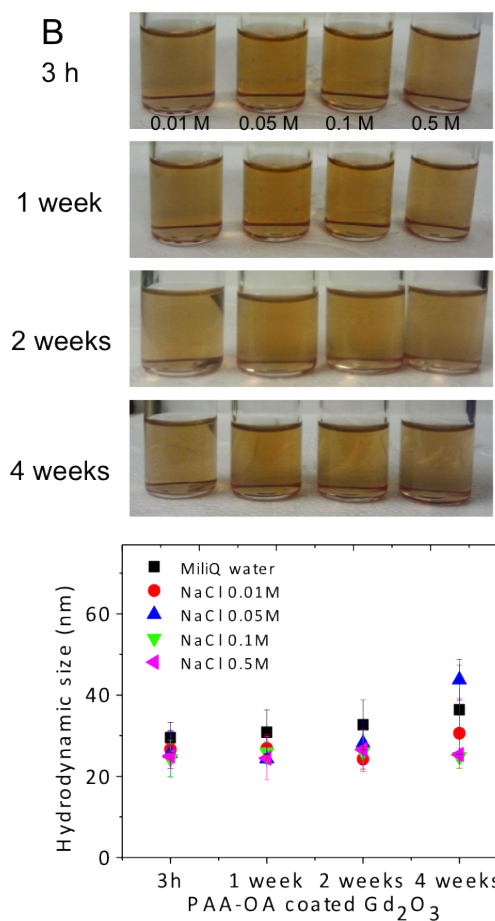 B
3 h
0.01 M 0.05 M 0.1 M 0.5 M
1 week
2 weeks
4 weeks
MiliQ water
NaCl 0.01M
NaCl 0.05M
NaCl 0.1M
NaCl 0.5M
Hydrodynamic size (nm)
60
40
20
0
3h 1 week 2 weeks 4 weeks
PAA-OA coated Gd₂O₃